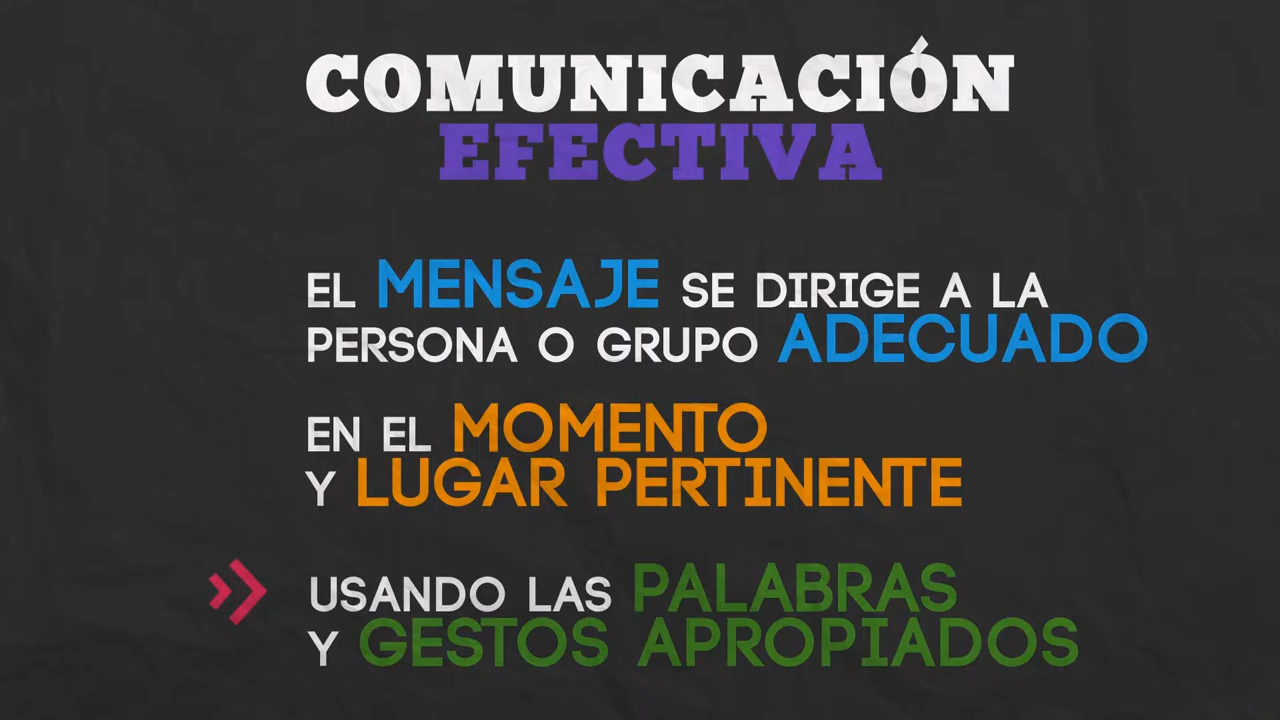 COMUNICACIÓN
EFECTIVA
EL MENSAJE SE DIRIGE A LA
PERSONA O GRUPO ADECUADO
EN EL MOMENTO
Y LUGAR PERTINENTE
USANDO LAS PALABRAS
Y GESTOS APROPIADOS